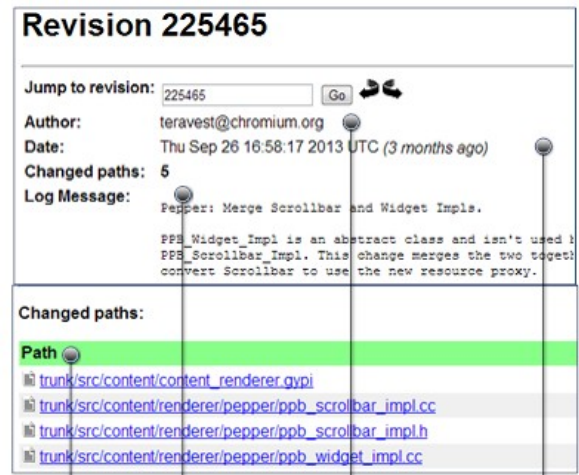 Revision 225465
Jump to revision: 225465 Go
Author: teravest@chromium.org
Date: Thu Sep 26 16:58:17 2013 UTC (3 months ago)
Changed paths: 5
Log Message:
Pepper: Merge Scrollbar and Widget Impls.
PPB_Widget_Impl is an abstract class and isn't used
PPB_Scrollbar_Impl. This change merges the two
convert Scrollbar to use the new resource proxy.
Changed paths:
Path
trunk/src/content/content_renderer.gypi
trunk/src/content/renderer/pepper/ppb_scrollbar_impl.cc
trunk/src/content/renderer/pepper/ppb_scrollbar_impl.h
trunk/src/content/renderer/pepper/ppb_widget_impl.cc